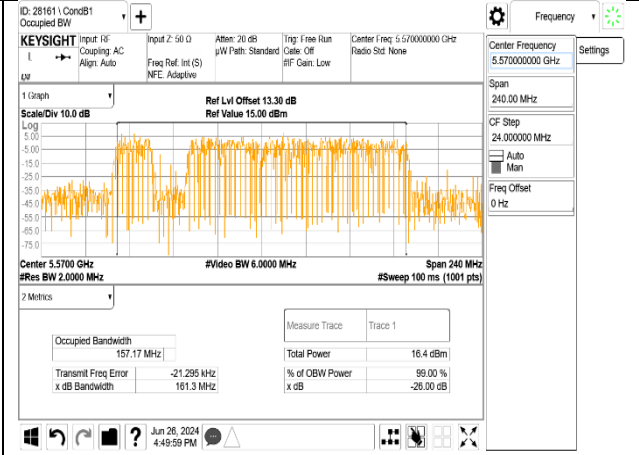 ID: 28161 \ CondB1
Occupied BW
Frequency
KEYSIGHT
Input: RF
Coupling: AC
Align: Auto
Input Z: 50 Ω
Freq Ref: Int (S)
NFE: Adaptive
Atten: 20 dB
µW Path: Standard
Trig: Free Run
Gate: Off
#IF Gain: Low
Center Freq: 5.570000000 GHz
Radio Std: None
Center Frequency
5.570000000 GHz
Settings
Span
240.00 MHz
CF Step
24.000000 MHz
Auto
Man
Freq Offset
0 Hz
1 Graph
Scale/Div 10.0 dB
Ref Lvl Offset 13.30 dB
Ref Value 15.00 dBm
Log
5.00
-5.00
-15.0
-25.0
-35.0
-45.0
-55.0
-65.0
-75.0
Center 5.5700 GHz
#Video BW 6.0000 MHz
Span 240 MHz
#Res BW 2.0000 MHz
#Sweep 100 ms (1001 pts)
2 Metrics
Measure Trace
Trace 1
Occupied Bandwidth
157.17 MHz
Total Power
16.4 dBm
Transmit Freq Error
-21.295 kHz
% of OBW Power
99.00 %
x dB Bandwidth
161.3 MHz
x dB
-26.00 dB
Jun 26, 2024
4:49:59 PM